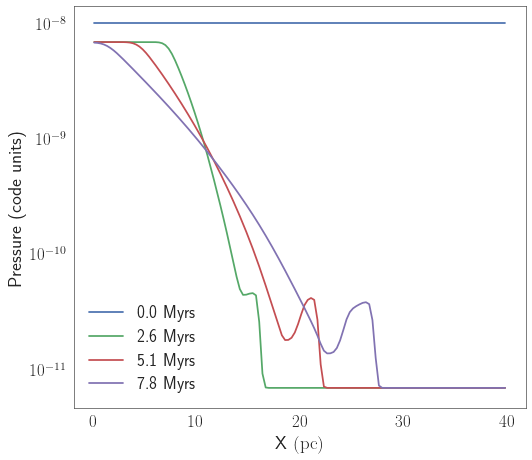 Pressure (code units)
10⁻⁸
10⁻⁹
10⁻¹⁰
10⁻¹¹
0.0 Myrs
2.6 Myrs
5.1 Myrs
7.8 Myrs
0 10 20 30 40
X (pc)